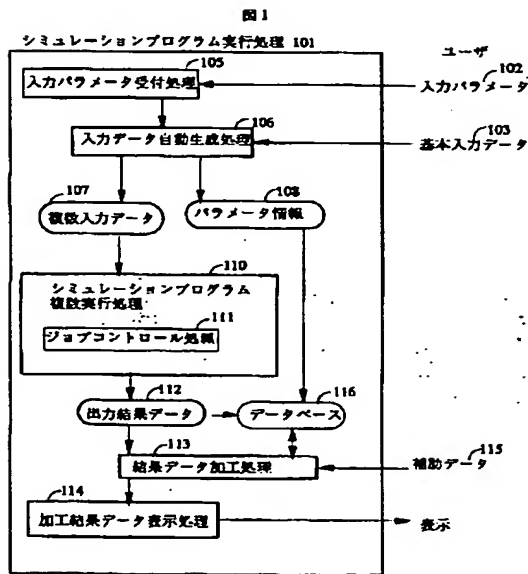 図1
シミュレーションプログラム実行処理 101
ユーザ
105
入力パラメータ受付処理
102
入力パラメータ
106
入力データ自動生成処理
103
基本入力データ
107
複数入力データ
108
パラメータ情報
110
シミュレーションプログラム
複数実行処理
111
ジョブコントロール処理
112
出力結果データ
116
データベース
113
結果データ加工処理
115
補助データ
114
加工結果データ表示処理
表示